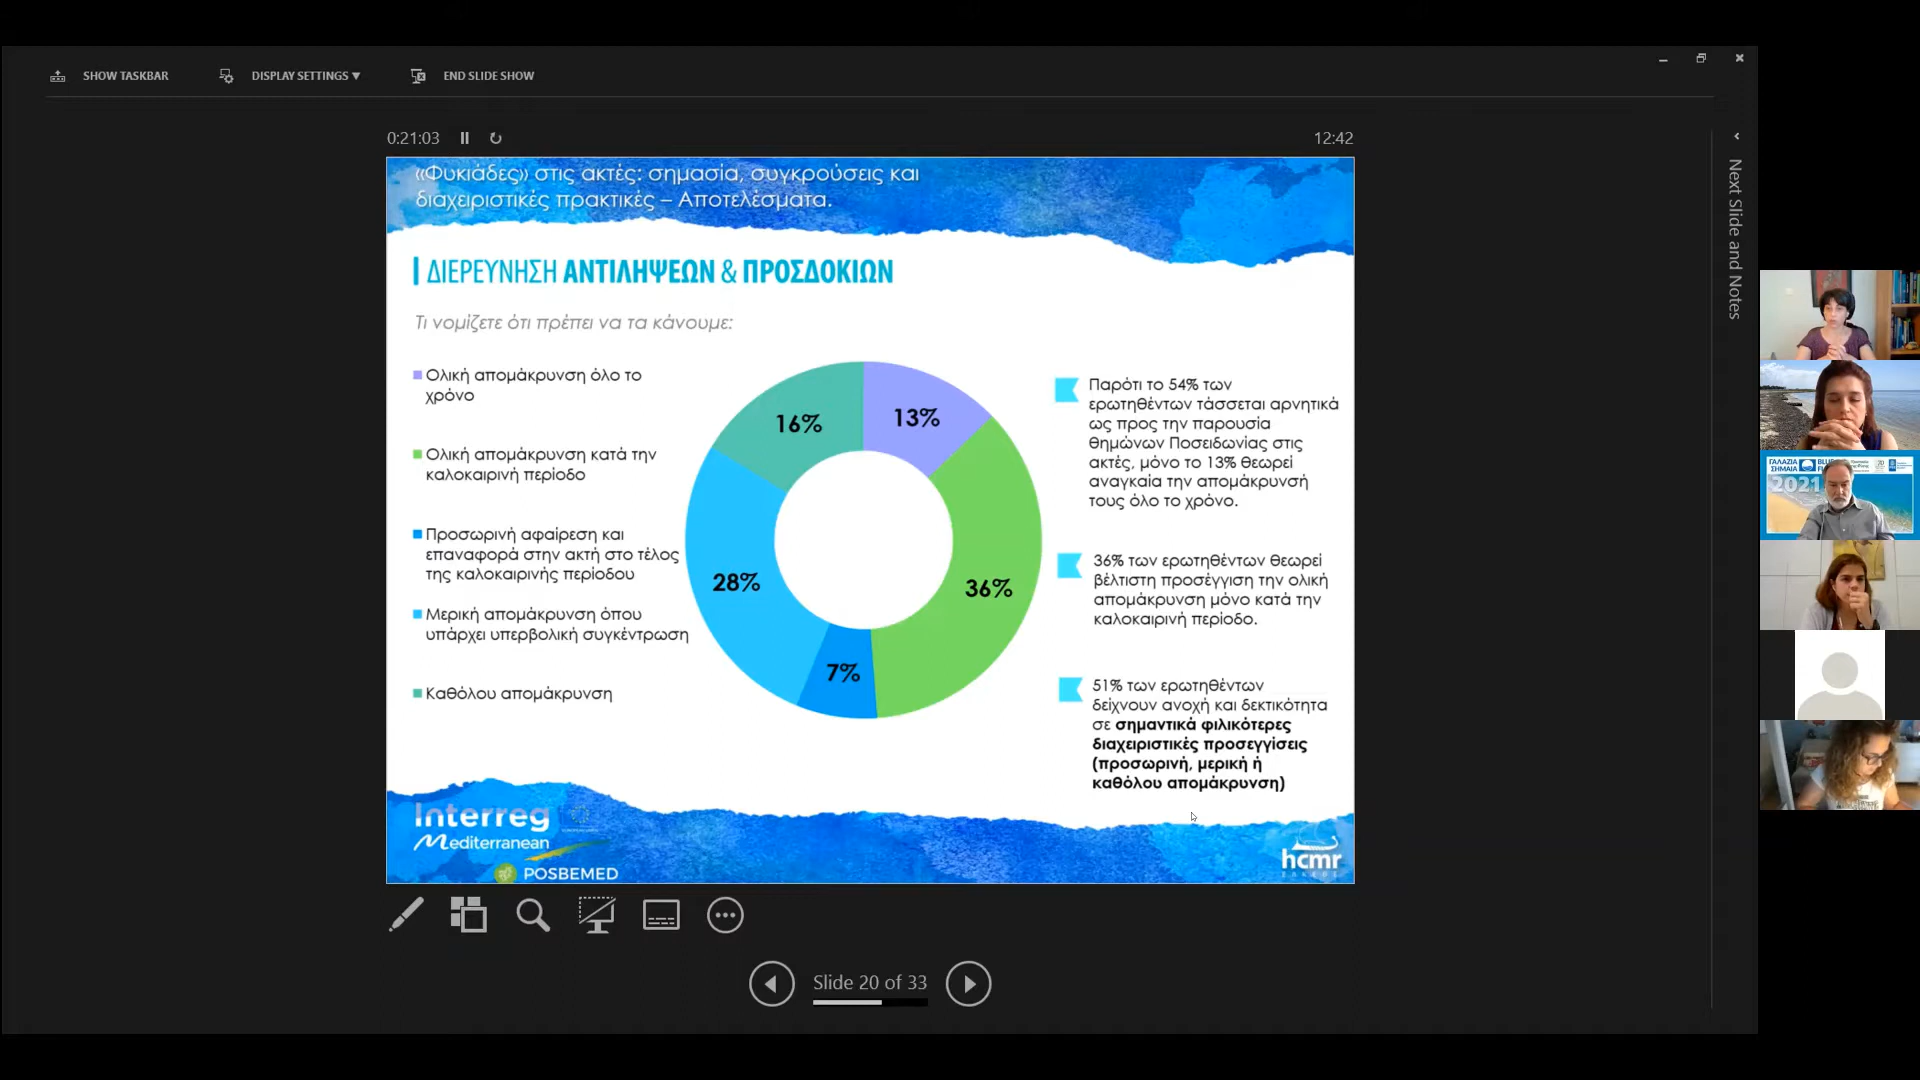 SHOW TASKBAR
DISPLAY SETTINGS ▾
END SLIDE SHOW
0:21:03
12:42
Next Slide and Notes
«Φυκιάδες» στις ακτές: σημασία, συγκρούσεις και
διαχειριστικές πρακτικές – Αποτελέσματα.
ΔΙΕΡΕΥΝΗΣΗ ΑΝΤΙΛΗΨΕΩΝ & ΠΡΟΣΔΟΚΙΩΝ
Τι νομίζετε ότι πρέπει να τα κάνουμε:
Ολική απομάκρυνση όλο το
χρόνο
Ολική απομάκρυνση κατά την
καλοκαιρινή περίοδο
Προσωρινή αφαίρεση και
επαναφορά στην ακτή στο τέλος
της καλοκαιρινής περίοδου
Μερική απομάκρυνση όπου
υπάρχει υπερβολική συγκέντρωση
Καθόλου απομάκρυνση
16%
13%
28%
36%
7%
Παρότι το 54% των
ερωτηθέντων τάσσεται αρνητικά
ως προς την παρουσία
θημώνων Ποσειδωνίας στις
ακτές, μόνο το 13% θεωρεί
αναγκαία την απομάκρυνσή
τους όλο το χρόνο.
36% των ερωτηθέντων θεωρεί
βέλτιστη προσέγγιση την ολική
απομάκρυνση μόνο κατά την
καλοκαιρινή περίοδο.
51% των ερωτηθέντων
δείχνουν ανοχή και δεκτικότητα
σε σημαντικά φιλικότερες
διαχειριστικές προσεγγίσεις
(προσωρινή, μερική ή
καθόλου απομάκρυνση)
Interreg
Mediterranean
POSBEMED
hcmr
ΕΛΚΕΘΕ
Slide 20 of 33
ΓΑΛΑΖΙΑ
ΣΗΜΑΙΑ
2021